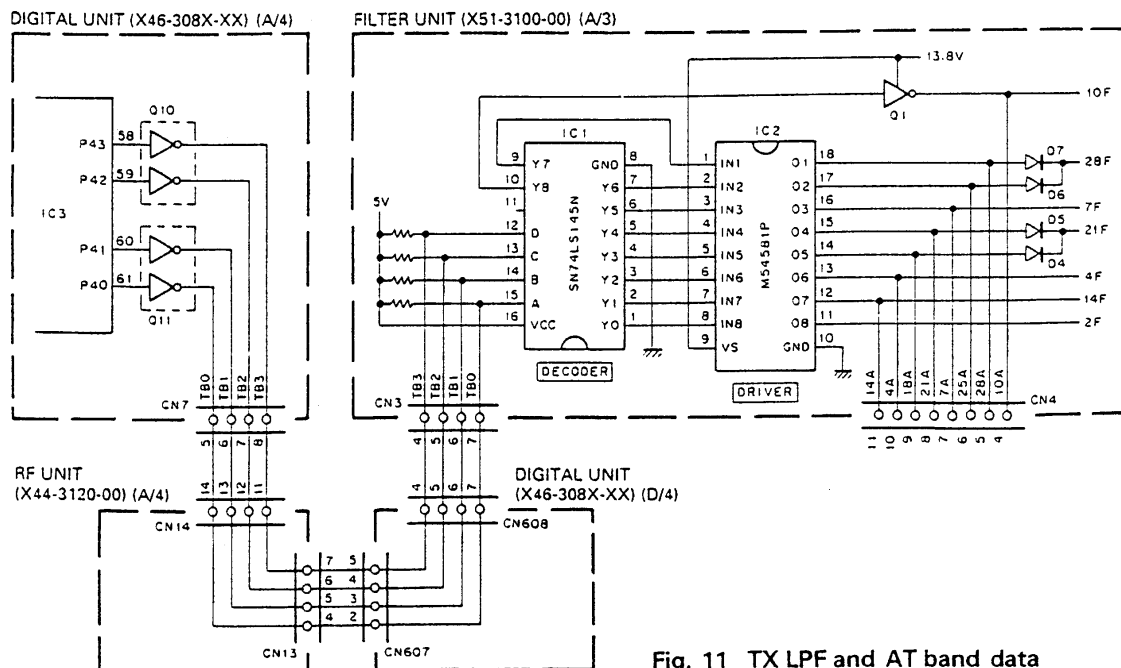 DIGITAL UNIT (X46-308X-XX) (A/4)
FILTER UNIT (X51-3100-00) (A/3)
13.8V
10F
Q1
Q10
IC3
P43
58
P42
59
P41
60
P40
61
Q11
IC1
IC2
9 Y7
10 Y8
11
12 D
13 C
14 B
15 A
16 VCC
5V
SN74LS145N
GND 8
Y6 7
Y5 6
Y4 5
Y3 4
Y2 3
Y1 2
Y0 1
DECODER
1 IN1
2 IN2
3 IN3
4 IN4
5 IN5
6 IN6
7 IN7
8 IN8
9 VS
M54581P
O1 18
O2 17
O3 16
O4 15
O5 14
O6 13
O7 12
O8 11
GND 10
DRIVER
D7
28F
D6
7F
D5
21F
D4
4F
14F
2F
TB0 TB1 TB2 TB3
CN7
5 6 7 8
CN3
TB3 TB2 TB1 TB0
4 5 6 7
14A 4A 18A 21A 7A 25A 28A 10A
CN4
11 10 9 8 7 6 5 4
RF UNIT
(X44-3120-00) (A/4)
14 13 12 11
CN14
DIGITAL UNIT
(X46-308X-XX) (D/4)
4 5 6 7
CN608
7 5
6 4
5 3
4 2
CN13
CN607
Fig. 11 TX LPF and AT band data